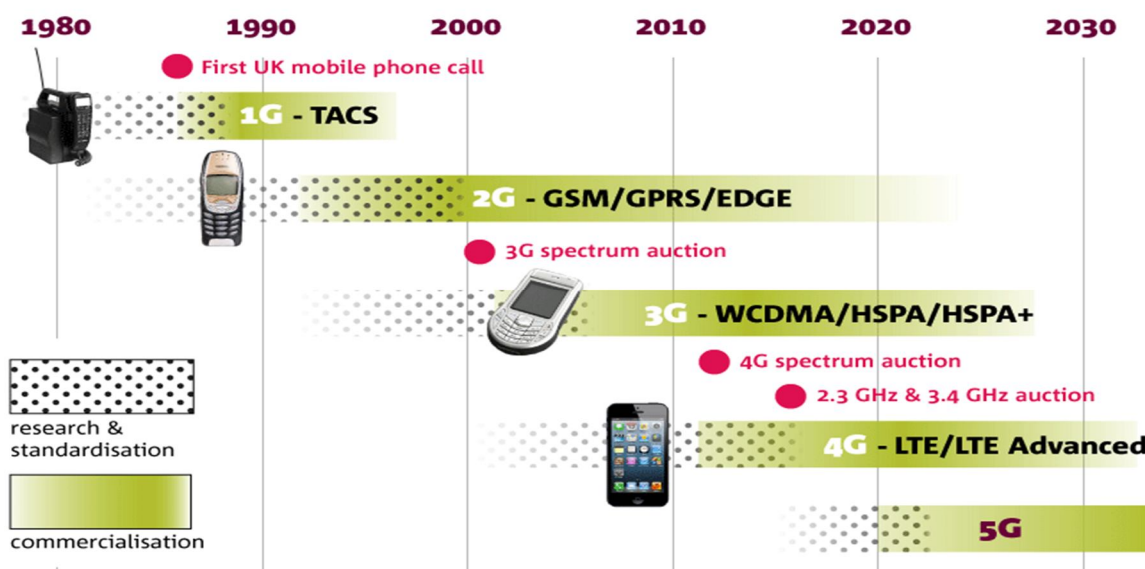 1980 1990 2000 2010 2020 2030
First UK mobile phone call
1G - TACS
2G - GSM/GPRS/EDGE
3G spectrum auction
3G - WCDMA/HSPA/HSPA+
4G spectrum auction
2.3 GHz & 3.4 GHz auction
4G - LTE/LTE Advanced
5G
research &
standardisation
commercialisation